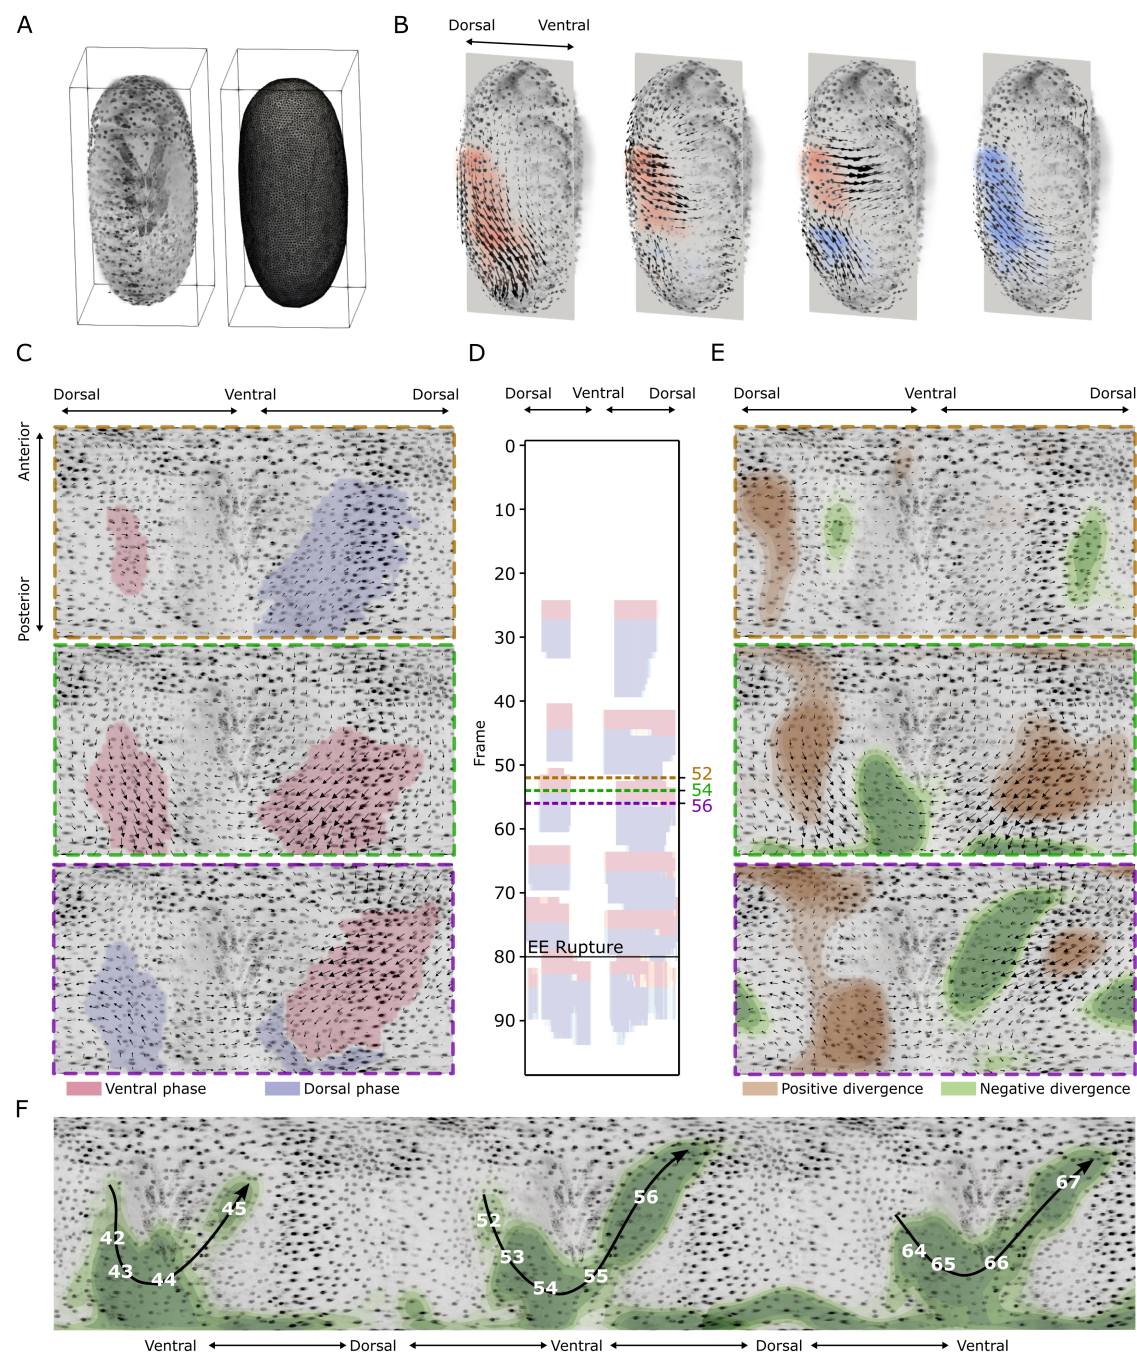 A
B
Dorsal Ventral
C
D
E
Dorsal Ventral Dorsal
Dorsal Ventral Dorsal
Dorsal Ventral Dorsal
Anterior
Posterior
Frame
0
10
20
30
40
50
60
70
80
90
52
54
56
EE Rupture
Ventral phase Dorsal phase
Positive divergence Negative divergence
F
42 43 44 45
52 53 54 55 56
64 65 66 67
Ventral Dorsal Ventral Dorsal Ventral